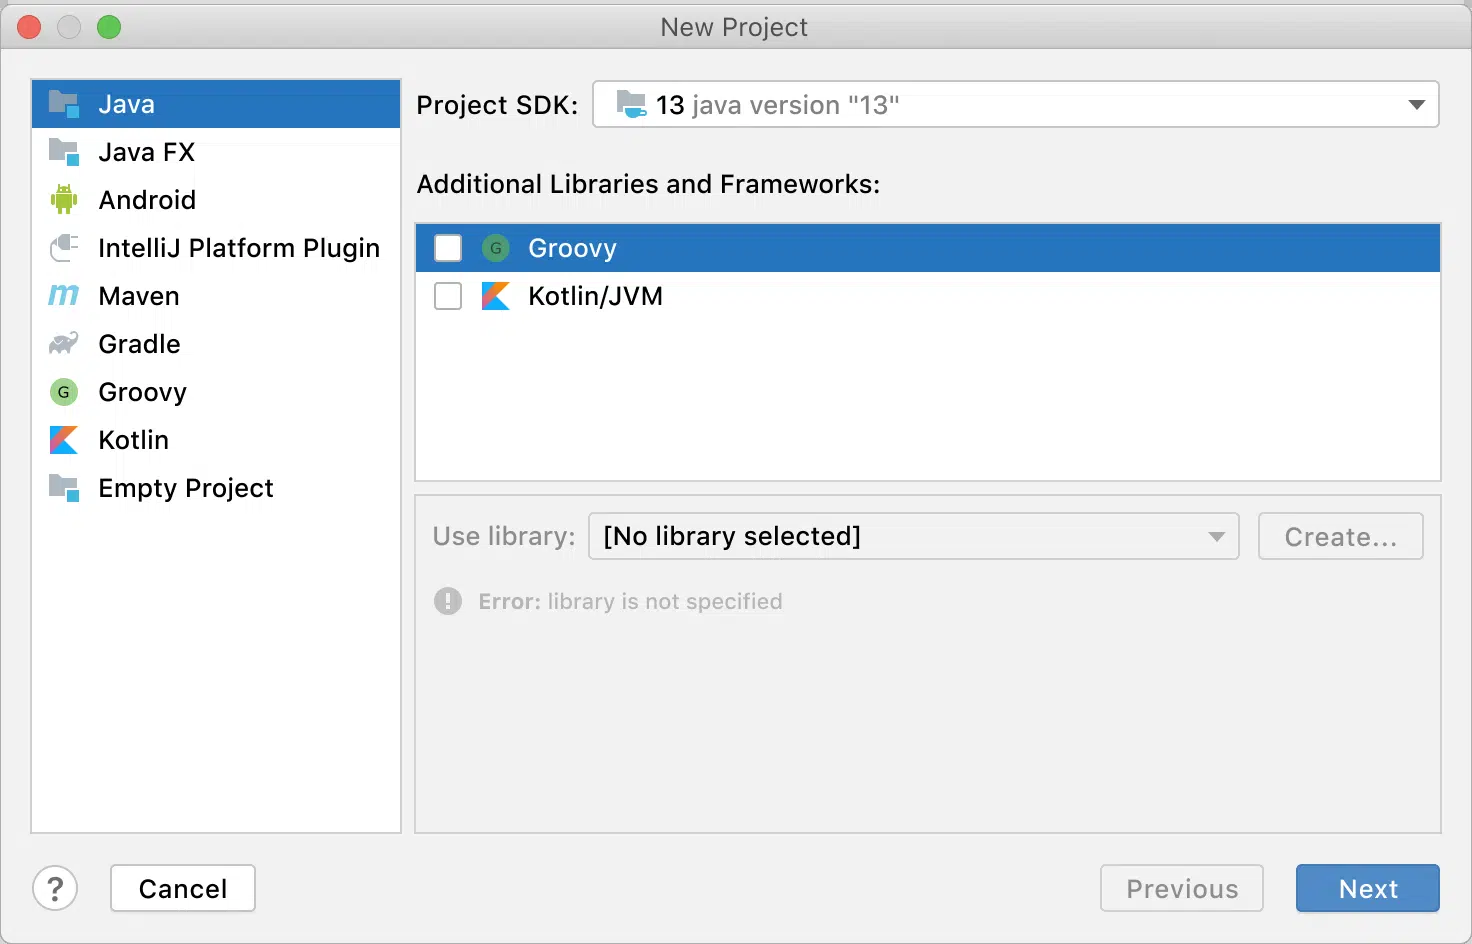 New Project
Java
Java FX
Android
IntelliJ Platform Plugin
m Maven
Gradle
G Groovy
Kotlin
Empty Project
Project SDK: 13 java version "13"
Additional Libraries and Frameworks:
G Groovy
Kotlin/JVM
Use library: [No library selected] Create...
! Error: library is not specified
? Cancel Previous Next